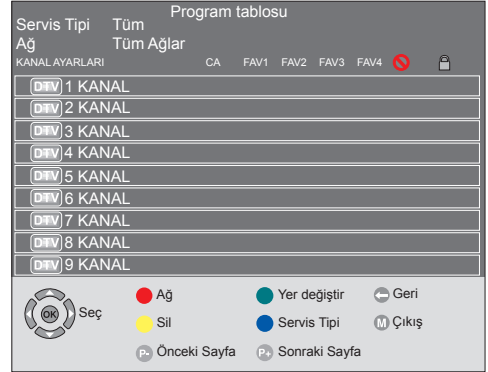 Program tablosu
Servis Tipi Tüm
Ağ Tüm Ağlar
KANAL AYARLARI CA FAV1 FAV2 FAV3 FAV4
DTV 1 KANAL
DTV 2 KANAL
DTV 3 KANAL
DTV 4 KANAL
DTV 5 KANAL
DTV 6 KANAL
DTV 7 KANAL
DTV 8 KANAL
DTV 9 KANAL
OK Seç Ağ Yer değiştir Geri
Sil Servis Tipi M Çıkış
P- Önceki Sayfa P+ Sonraki Sayfa